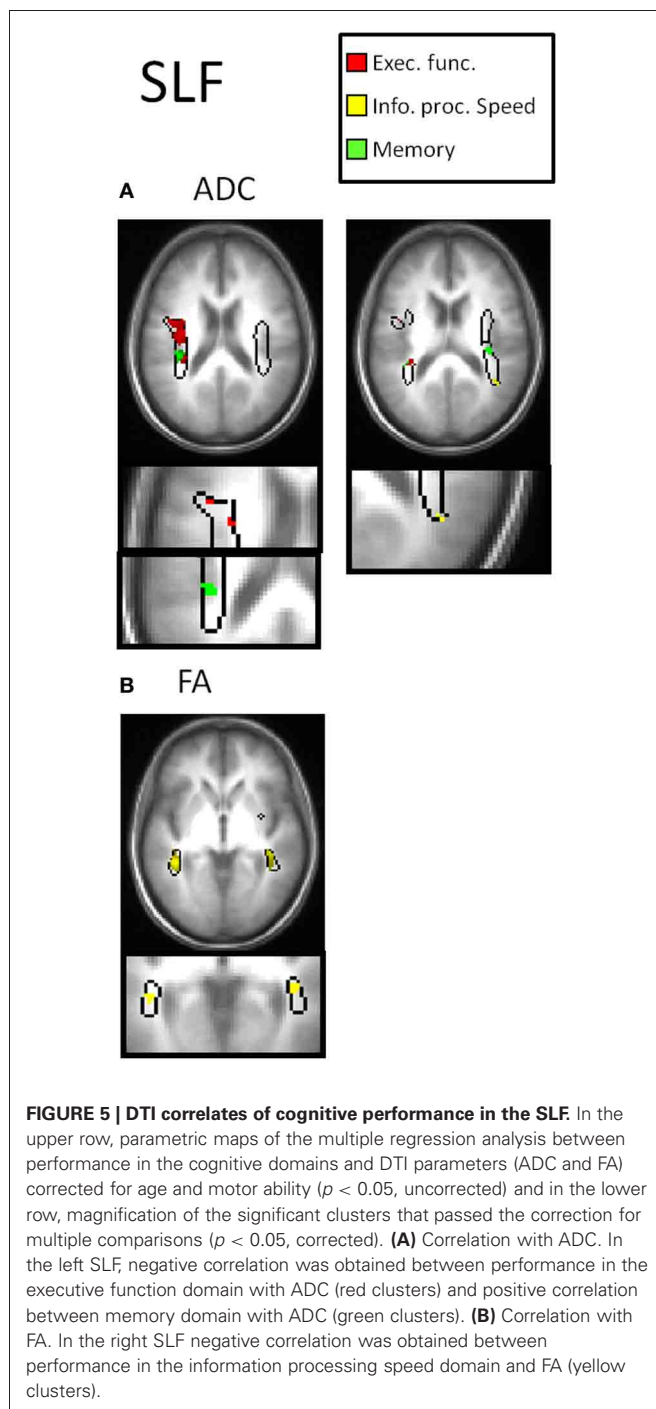 SLF
Exec. func.
Info. proc. Speed
Memory
A ADC
B FA
FIGURE 5 | DTI correlates of cognitive performance in the SLF. In the
upper row, parametric maps of the multiple regression analysis between
performance in the cognitive domains and DTI parameters (ADC and FA)
corrected for age and motor ability (p < 0.05, uncorrected) and in the lower
row, magnification of the significant clusters that passed the correction for
multiple comparisons (p < 0.05, corrected). (A) Correlation with ADC. In
the left SLF, negative correlation was obtained between performance in the
executive function domain with ADC (red clusters) and positive correlation
between memory domain with ADC (green clusters). (B) Correlation with
FA. In the right SLF negative correlation was obtained between
performance in the information processing speed domain and FA (yellow
clusters).